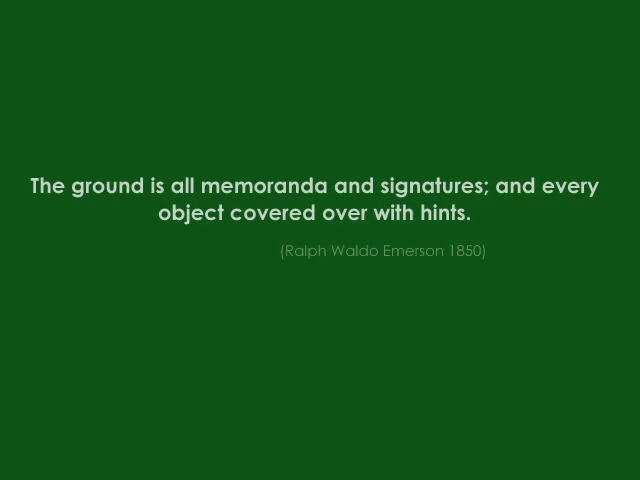 The ground is all memoranda and signatures; and every
object covered over with hints.
(Ralph Waldo Emerson 1850)